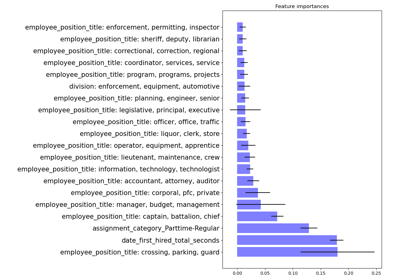 Feature importances
employee_position_title: enforcement, permitting, inspector
employee_position_title: sheriff, deputy, librarian
employee_position_title: correctional, correction, regional
employee_position_title: coordinator, services, service
employee_position_title: program, programs, projects
division: enforcement, equipment, automotive
employee_position_title: planning, engineer, senior
employee_position_title: legislative, principal, executive
employee_position_title: officer, office, traffic
employee_position_title: liquor, clerk, store
employee_position_title: operator, equipment, apprentice
employee_position_title: lieutenant, maintenance, crew
employee_position_title: information, technology, technologist
employee_position_title: accountant, attorney, auditor
employee_position_title: corporal, pfc, private
employee_position_title: manager, budget, management
employee_position_title: captain, battalion, chief
assignment_category_Parttime-Regular
date_first_hired_total_seconds
employee_position_title: crossing, parking, guard
0.00 0.05 0.10 0.15 0.20 0.25